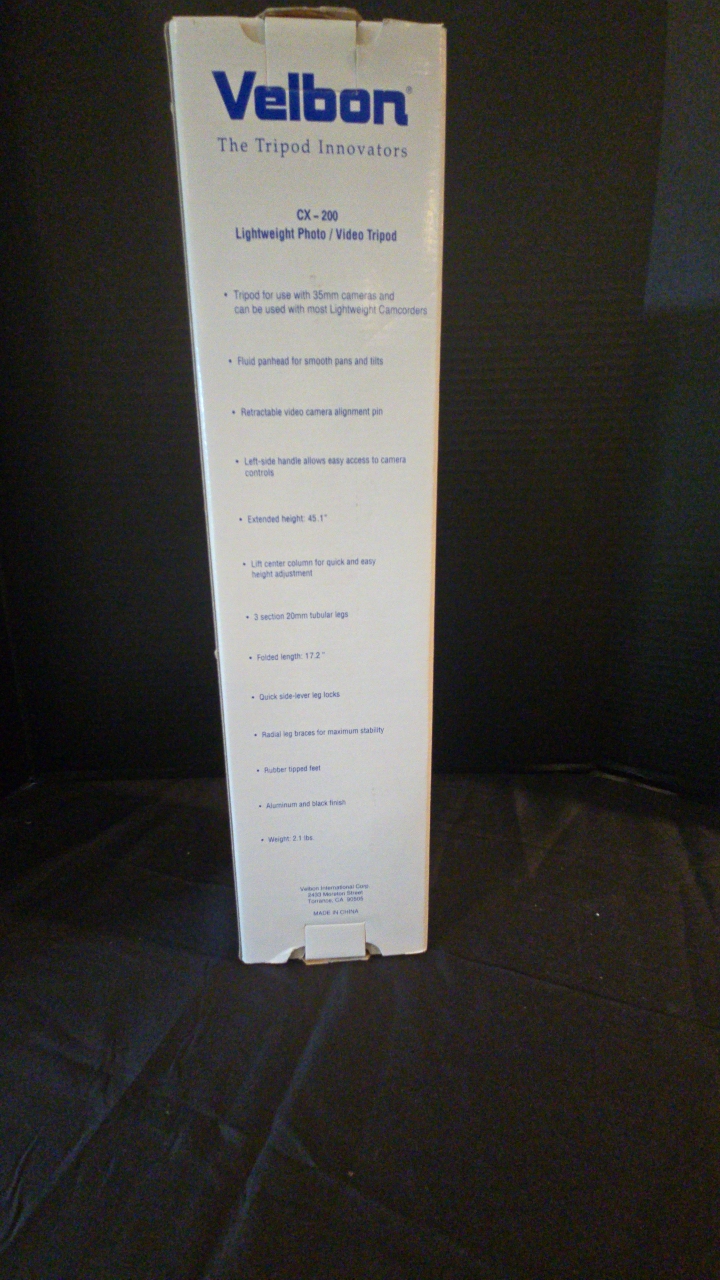 Velbon®
The Tripod Innovators
CX – 200
Lightweight Photo / Video Tripod
• Tripod for use with 35mm cameras and
can be used with most Lightweight Camcorders
• Fluid panhead for smooth pans and tilts
• Retractable video camera alignment pin
• Left-side handle allows easy access to camera
controls
• Extended height: 45.1"
• Lift center column for quick and easy
height adjustment
• 3 section 20mm tubular legs
• Folded length: 17.2"
• Quick side-lever leg locks
• Radial leg braces for maximum stability
• Rubber tipped feet
• Aluminum and black finish
• Weight: 2.1 lbs.
Velbon International Corp.
2433 Moreton Street
Torrance, CA 90505
MADE IN CHINA